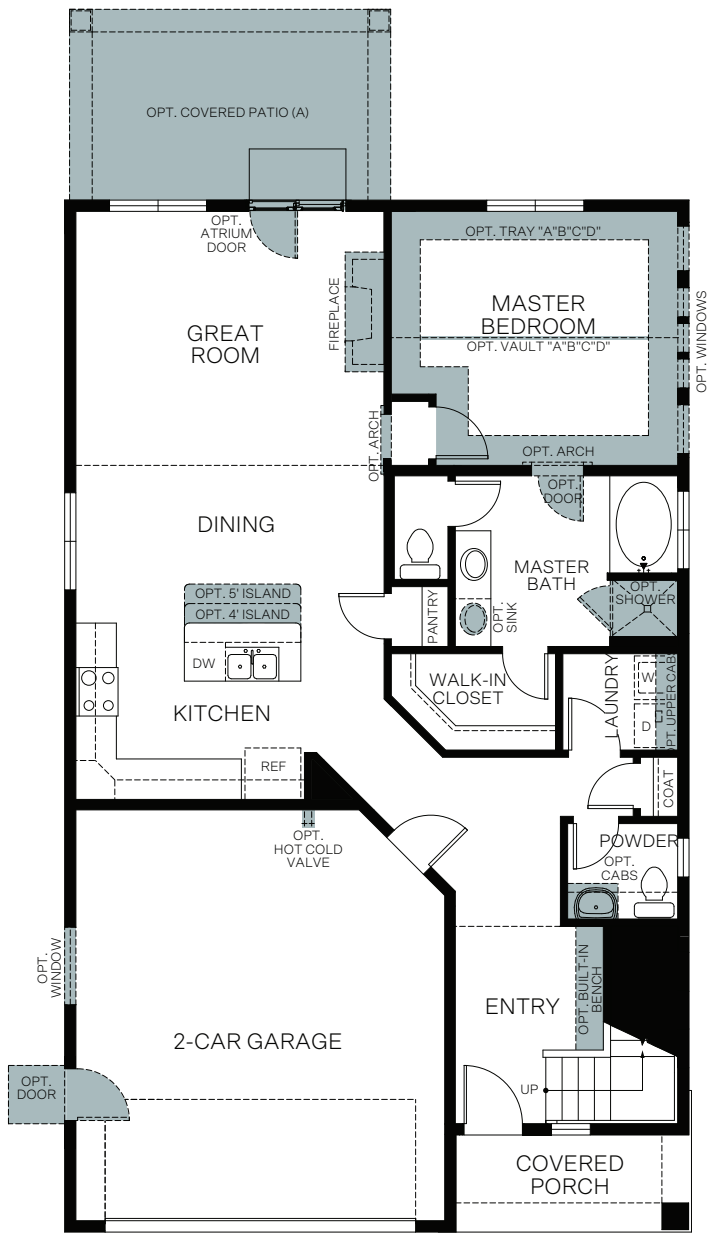 OPT. COVERED PATIO (A)
OPT.
ATRIUM
DOOR
OPT. TRAY "A"B"C"D"
MASTER
BEDROOM
OPT. VAULT "A"B"C"D"
OPT. WINDOWS
FIREPLACE
GREAT
ROOM
OPT. ARCH
OPT. ARCH
OPT.
DOOR
DINING
MASTER
BATH
OPT.
SHOWER
OPT. 5' ISLAND
OPT. 4' ISLAND
PANTRY
OPT.
SINK
DW
WALK-IN
CLOSET
LAUNDRY
W
D
OPT. UPPER CABS
KITCHEN
REF
COAT
OPT.
HOT COLD
VALVE
POWDER
OPT.
CABS
OPT.
WINDOW
ENTRY
OPT. BUILT-IN
BENCH
2-CAR GARAGE
OPT.
DOOR
UP
COVERED
PORCH